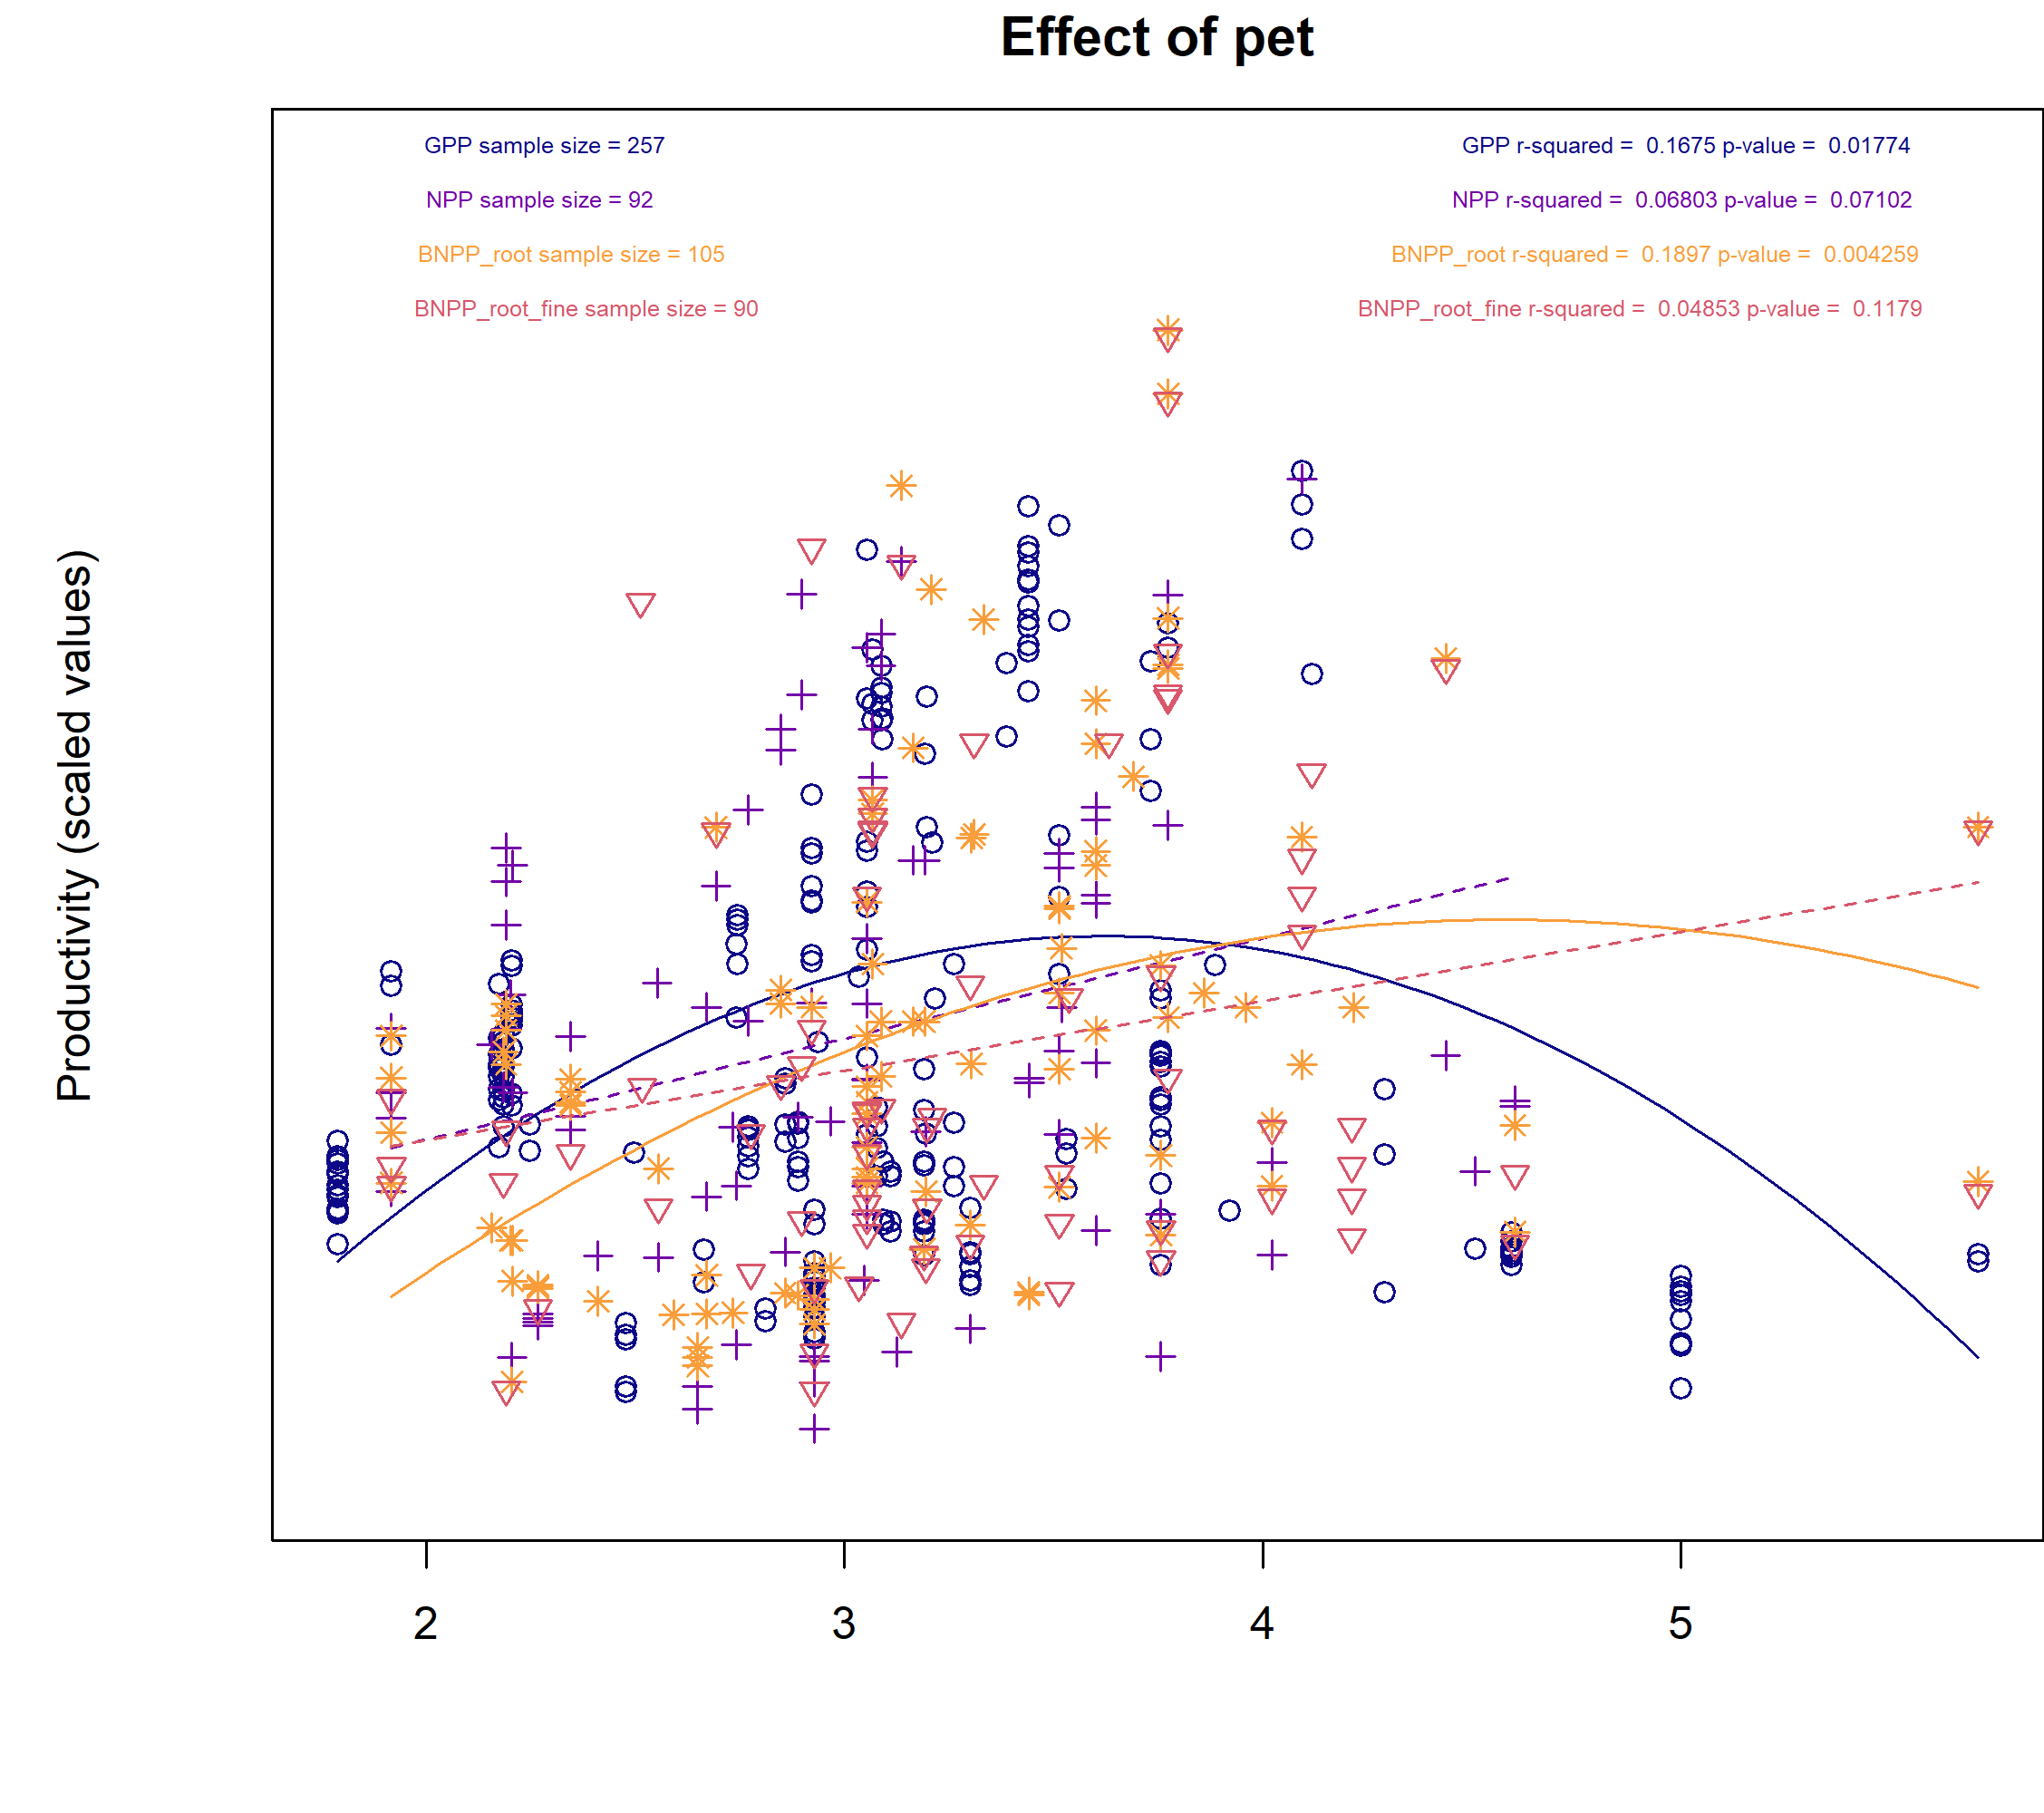 Effect of pet
GPP sample size = 257
GPP r-squared =  0.1675 p-value =  0.01774
NPP sample size = 92
NPP r-squared =  0.06803 p-value =  0.07102
BNPP_root sample size = 105
BNPP_root r-squared =  0.1897 p-value =  0.004259
BNPP_root_fine sample size = 90
BNPP_root_fine r-squared =  0.04853 p-value =  0.1179
Productivity (scaled values)
2 3 4 5